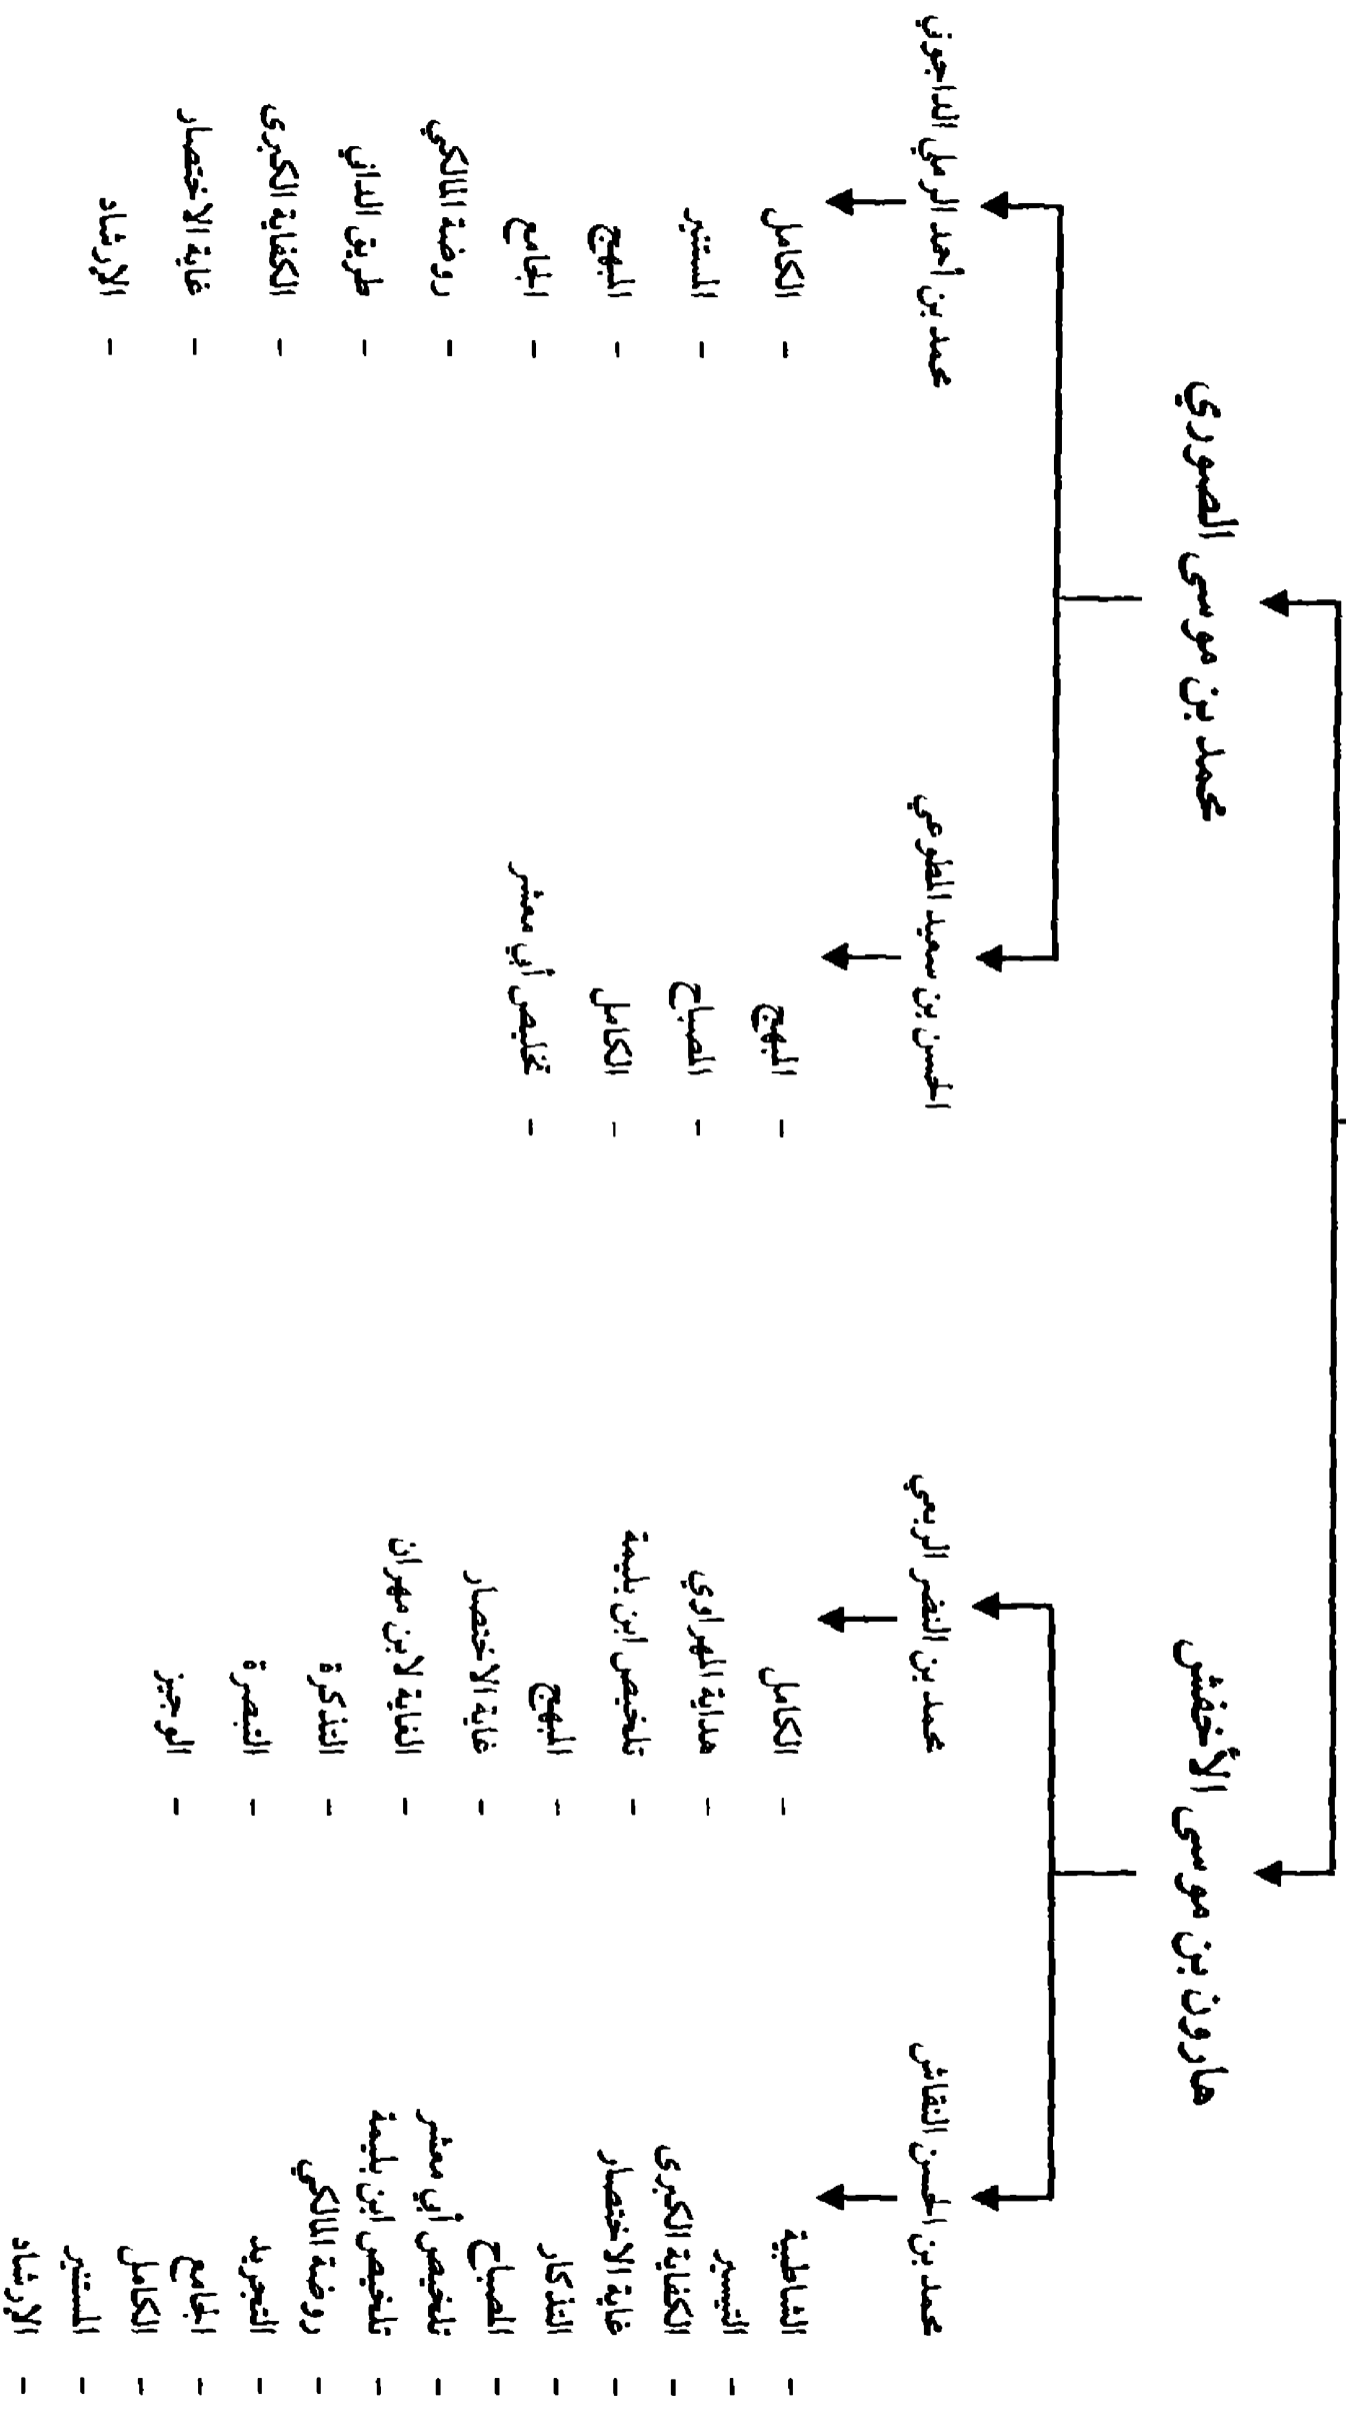 هارون بن موسى الأخفش
محمد بن موسى الصوري
محمد بن الحسن النقاش
محمد بن النضر الربعي
الحسن بن سعيد المطوعي
محمد بن أحمد الرملي الداجوني
- الشاطبية
- التيسير
- الكفاية الكبرى
- غاية الاختصار
- التذكار
- المصباح
- تلخيص أبي معشر
- تلخيص ابن بليمة
- روضة المالكي
- التجريد
- الجامع
- الكامل
- المستنير
- الإرشاد
- الكامل
- هداية المهراوي
- تلخيص ابن بليمة
- المبهج
- غاية الاختصار
- الغاية لابن مهران
- التذكرة
- التبصرة
- الوجيز
- المبهج
- المصباح
- الكامل
- تخليص أبي معشر
- الكامل
- المستنير
- المبهج
- الجامع
- روضة المالكي
- طريق الداني
- الكفاية الكبرى
- غاية الاختصار
- الإرشاد